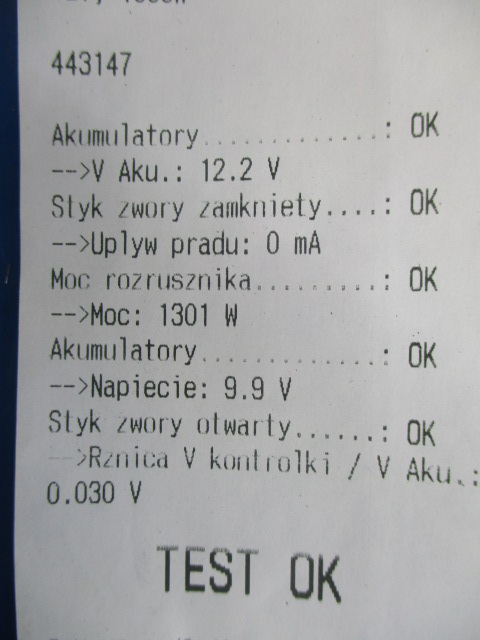 443147
Akumulatory..............: OK
-->V Aku.: 12.2 V
Styk zwory zamkniety....: OK
-->Uplyw pradu: 0 mA
Moc rozrusznika.........: OK
-->Moc: 1301 W
Akumulatory.............: OK
-->Napiecie: 9.9 V
Styk zwory otwarty......: OK
-->Rznica V kontrolki / V Aku.:
0.030 V
TEST OK